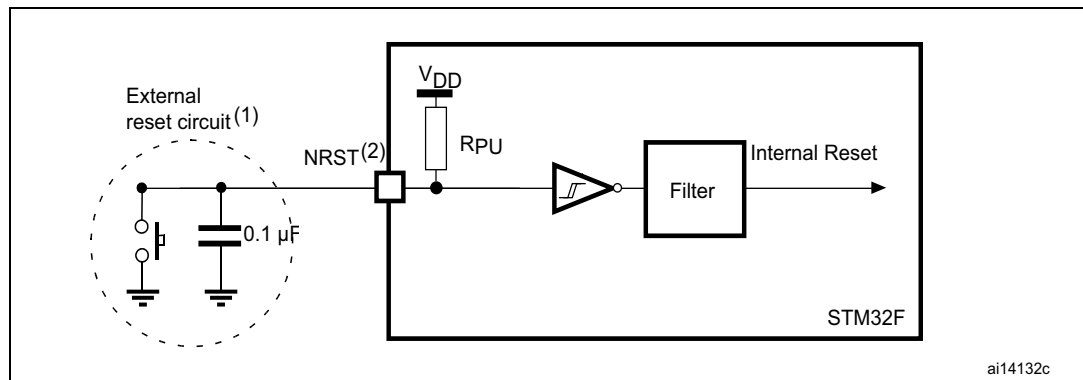 VDD
External
reset circuit(1)
NRST(2)
RPU
Internal Reset
Filter
0.1 µF
STM32F
ai14132c